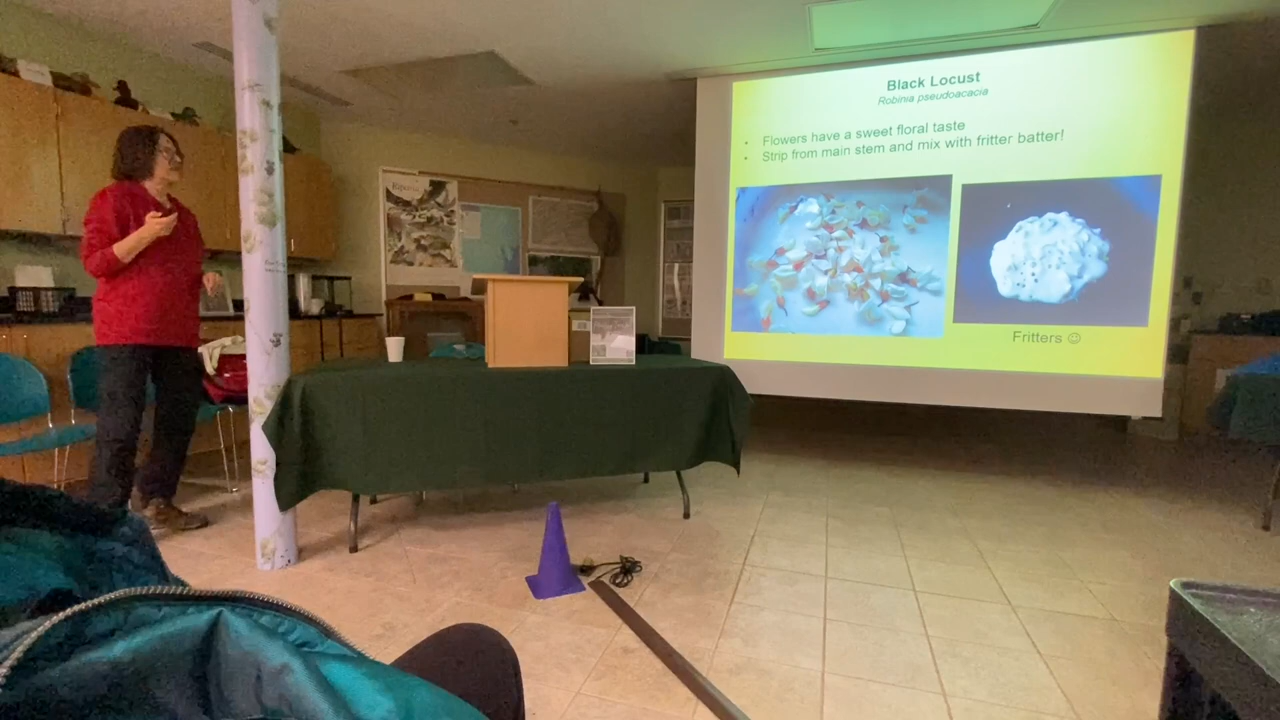 Black Locust
Robinia pseudoacacia
• Flowers have a sweet floral taste
• Strip from main stem and mix with fritter batter!
Fritters ☺